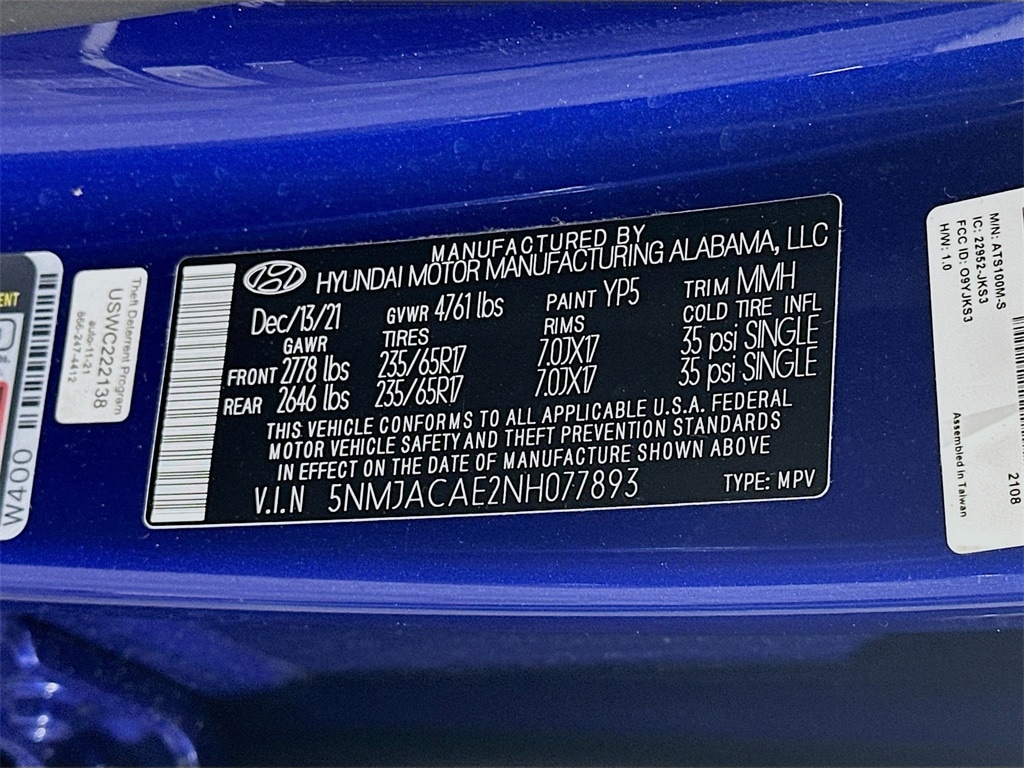 MANUFACTURED BY
HYUNDAI MOTOR MANUFACTURING ALABAMA, LLC
Dec/13/21 GVWR 4761 lbs PAINT YP5 TRIM MMH
GAWR TIRES RIMS COLD TIRE INFL
FRONT 2778 lbs 235/65R17 7.0JX17 35 psi SINGLE
REAR 2646 lbs 235/65R17 7.0JX17 35 psi SINGLE
THIS VEHICLE CONFORMS TO ALL APPLICABLE U.S.A. FEDERAL
MOTOR VEHICLE SAFETY AND THEFT PREVENTION STANDARDS
IN EFFECT ON THE DATE OF MANUFACTURE SHOWN ABOVE
V.I.N 5NMJACAE2NH077893 TYPE: MPV
Theft Deterrent Program
USWC222138
auto-11-21
866-247-4412
W400
M/N: ATS100M-S
IC: 22952-JKS3
FCC ID: O9YJKS3
H/W: 1.0
2108
Assembled in Taiwan